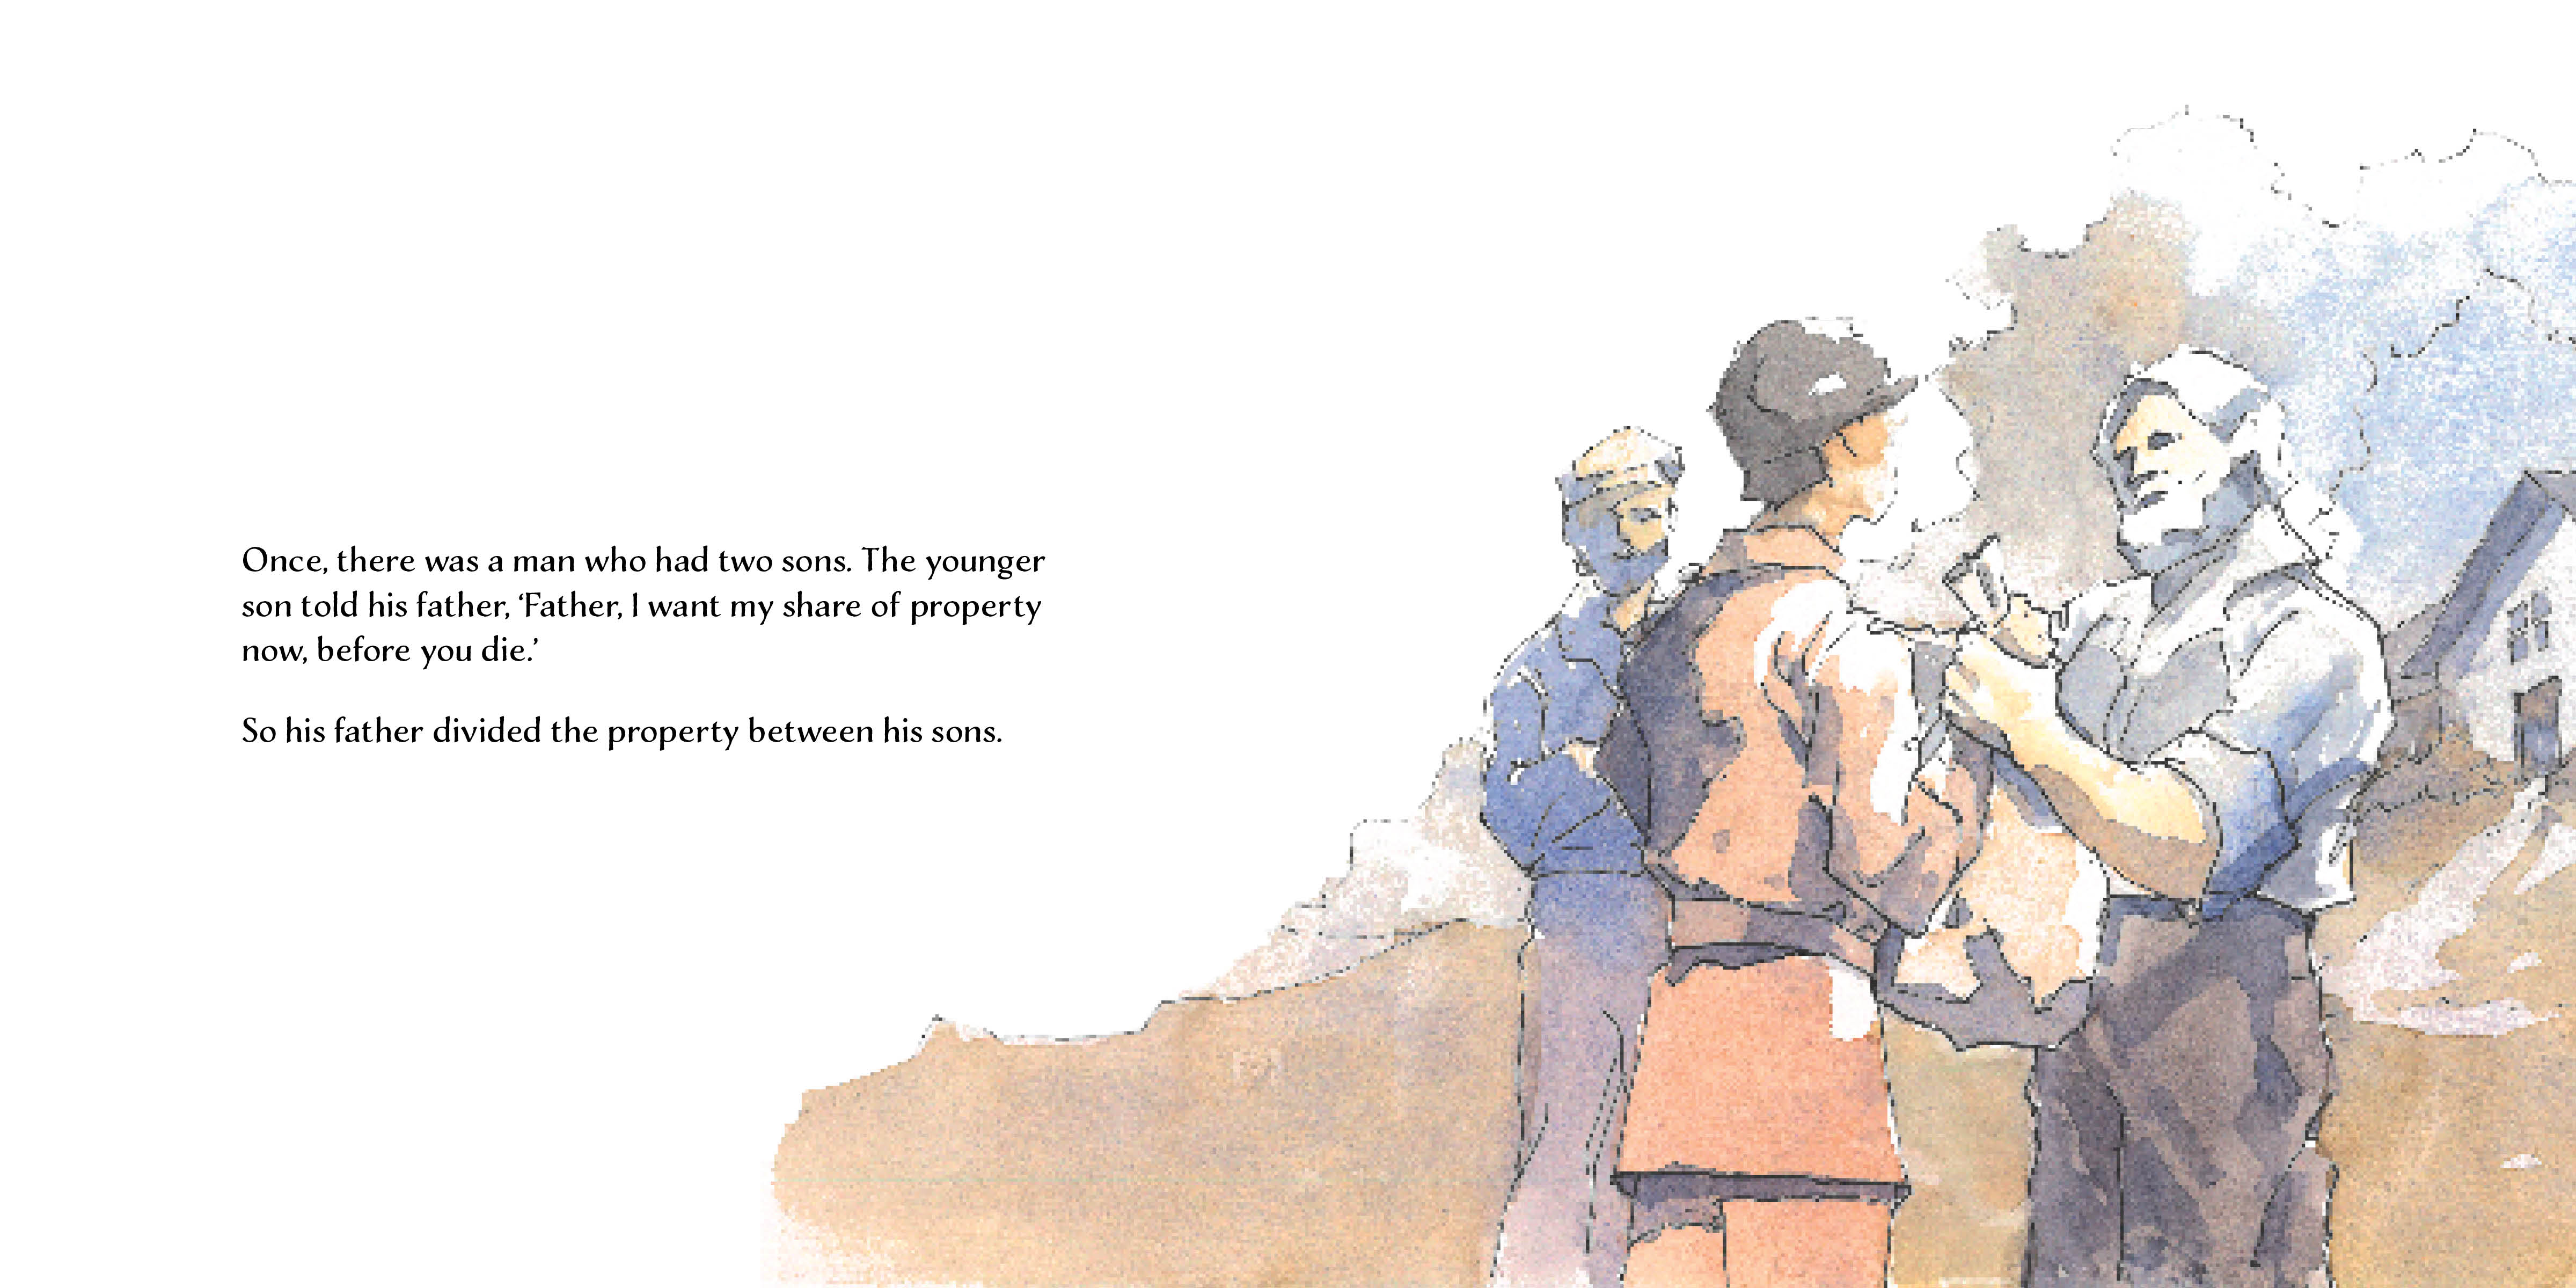 Once, there was a man who had two sons. The younger
son told his father, ‘Father, I want my share of property
now, before you die.’
So his father divided the property between his sons.